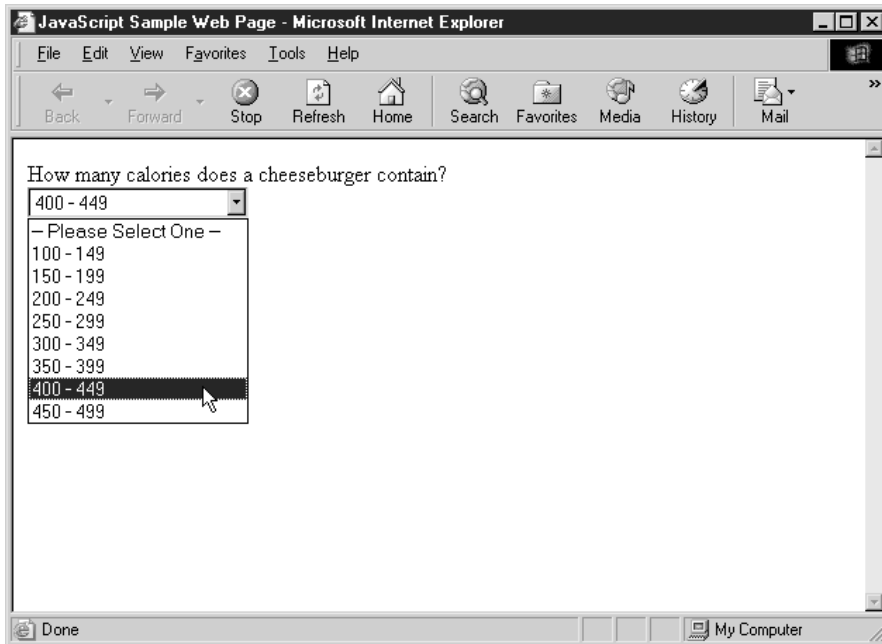 JavaScript Sample Web Page - Microsoft Internet Explorer
File Edit View Favorites Tools Help
Back Forward Stop Refresh Home Search Favorites Media History Mail »
How many calories does a cheeseburger contain?
400 - 449
– Please Select One –
100 - 149
150 - 199
200 - 249
250 - 299
300 - 349
350 - 399
400 - 449
450 - 499
Done My Computer